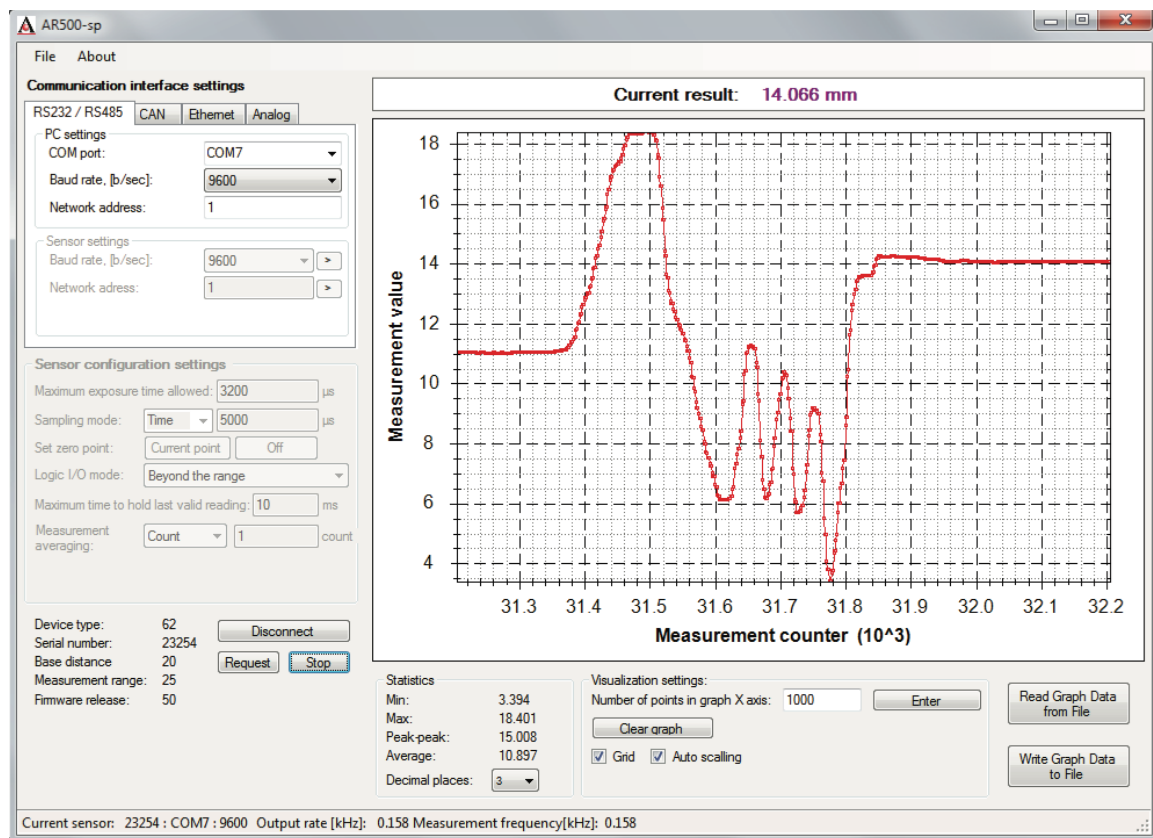 AR500-sp
File About
Communication interface settings
RS232 / RS485 CAN Ethernet Analog
PC settings
COM port: COM7
Baud rate, [b/sec]: 9600
Network address: 1
Sensor settings
Baud rate, [b/sec]: 9600 >
Network adress: 1 >
Sensor configuration settings
Maximum exposure time allowed: 3200 µs
Sampling mode: Time 5000 µs
Set zero point: Current point Off
Logic I/O mode: Beyond the range
Maximum time to hold last valid reading: 10 ms
Measurement
averaging: Count 1 count
Device type: 62
Serial number: 23254
Base distance 20
Measurement range: 25
Firmware release: 50
Disconnect
Request Stop
Current result: 14.066 mm
Measurement value
18
16
14
12
10
8
6
4
31.3 31.4 31.5 31.6 31.7 31.8 31.9 32.0 32.1 32.2
Measurement counter (10^3)
Statistics
Min: 3.394
Max: 18.401
Peak-peak: 15.008
Average: 10.897
Decimal places: 3
Visualization settings:
Number of points in graph X axis: 1000 Enter
Clear graph
Grid Auto scalling
Read Graph Data
from File
Write Graph Data
to File
Current sensor: 23254 : COM7 : 9600 Output rate [kHz]: 0.158 Measurement frequency[kHz]: 0.158